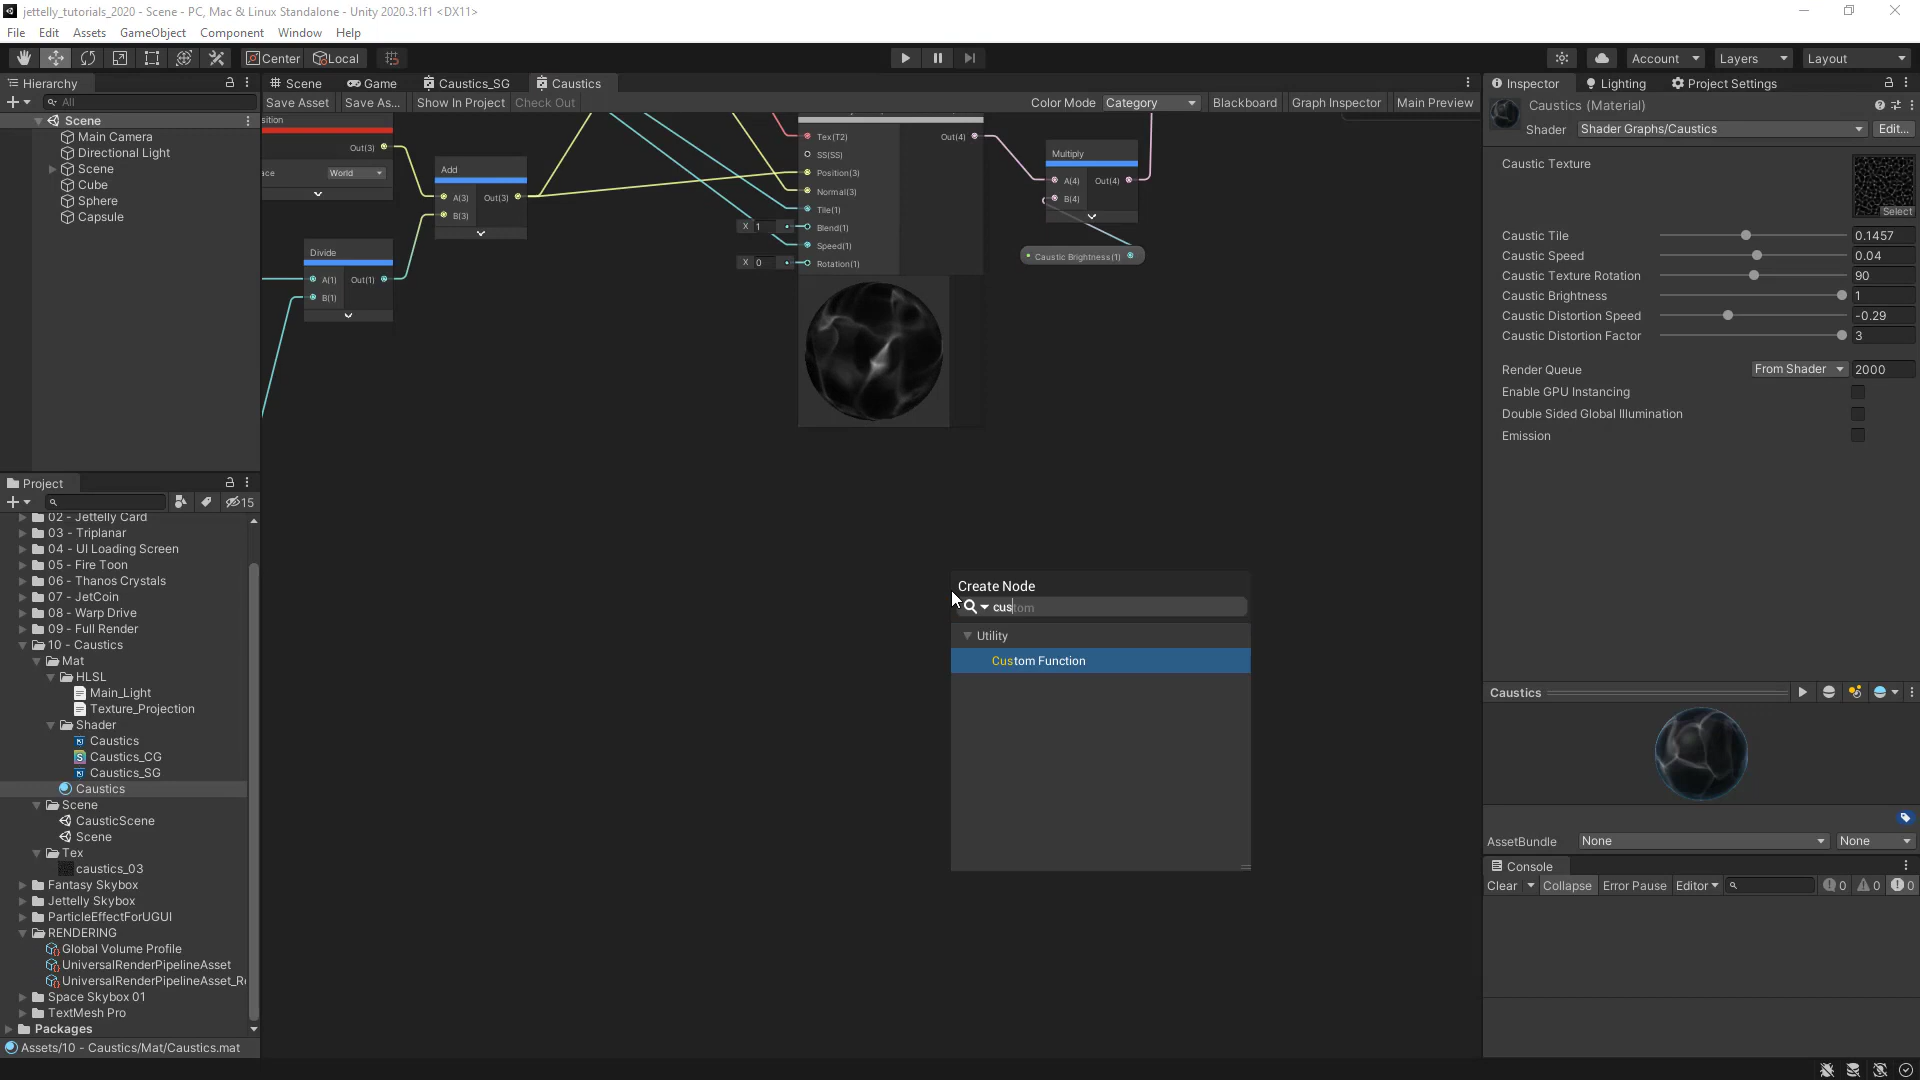 jettelly_tutorials_2020 - Scene - PC, Mac & Linux Standalone - Unity 2020.3.1f1 <DX11>
File Edit Assets GameObject Component Window Help
Center Local Account Layers Layout
Hierarchy
All
Scene
Main Camera
Directional Light
Scene
Cube
Sphere
Capsule
Scene Game Caustics_SG Caustics
Save Asset Save As... Show In Project Check Out Color Mode Category Blackboard Graph Inspector Main Preview
sition
Out(3)
ace World
Add
A(3) Out(3)
B(3)
Divide
A(1) Out(1)
B(1)
Tex(T2) Out(4)
SS(SS)
Position(3)
Normal(3)
Tile(1)
X 1 Blend(1)
Speed(1)
X 0 Rotation(1)
Multiply
A(4) Out(4)
B(4)
Caustic Brightness(1)
Create Node
custom
Utility
Custom Function
Project
15
02 - Jettelly Card
03 - Triplanar
04 - UI Loading Screen
05 - Fire Toon
06 - Thanos Crystals
07 - JetCoin
08 - Warp Drive
09 - Full Render
10 - Caustics
Mat
HLSL
Main_Light
Texture_Projection
Shader
Caustics
Caustics_CG
Caustics_SG
Caustics
Scene
CausticScene
Scene
Tex
caustics_03
Fantasy Skybox
Jettelly Skybox
ParticleEffectForUGUI
RENDERING
Global Volume Profile
UniversalRenderPipelineAsset
UniversalRenderPipelineAsset_Re
Space Skybox 01
TextMesh Pro
Packages
Assets/10 - Caustics/Mat/Caustics.mat
Inspector Lighting Project Settings
Caustics (Material)
Shader Shader Graphs/Caustics Edit...
Caustic Texture
Select
Caustic Tile 0.1457
Caustic Speed 0.04
Caustic Texture Rotation 90
Caustic Brightness 1
Caustic Distortion Speed -0.29
Caustic Distortion Factor 3
Render Queue From Shader 2000
Enable GPU Instancing
Double Sided Global Illumination
Emission
Caustics
AssetBundle None None
Console
Clear Collapse Error Pause Editor 0 0 0